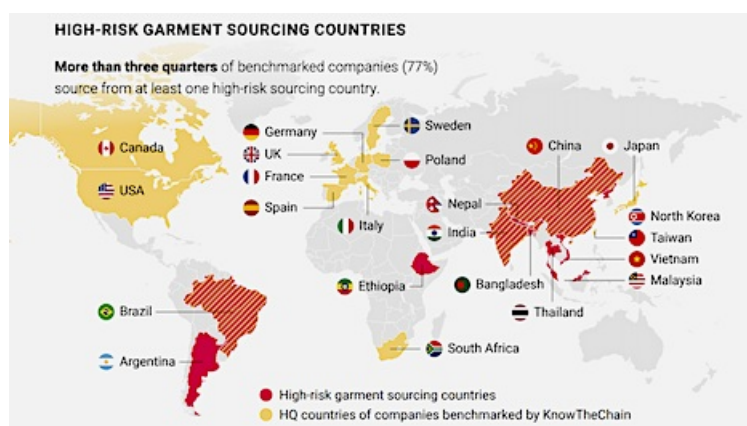 HIGH-RISK GARMENT SOURCING COUNTRIES
More than three quarters of benchmarked companies (77%)
source from at least one high-risk sourcing country.
Canada
USA
Germany
UK
France
Spain
Italy
Sweden
Poland
China
Japan
Nepal
India
North Korea
Taiwan
Vietnam
Malaysia
Ethiopia
Bangladesh
Thailand
Brazil
Argentina
South Africa
High-risk garment sourcing countries
HQ countries of companies benchmarked by KnowTheChain